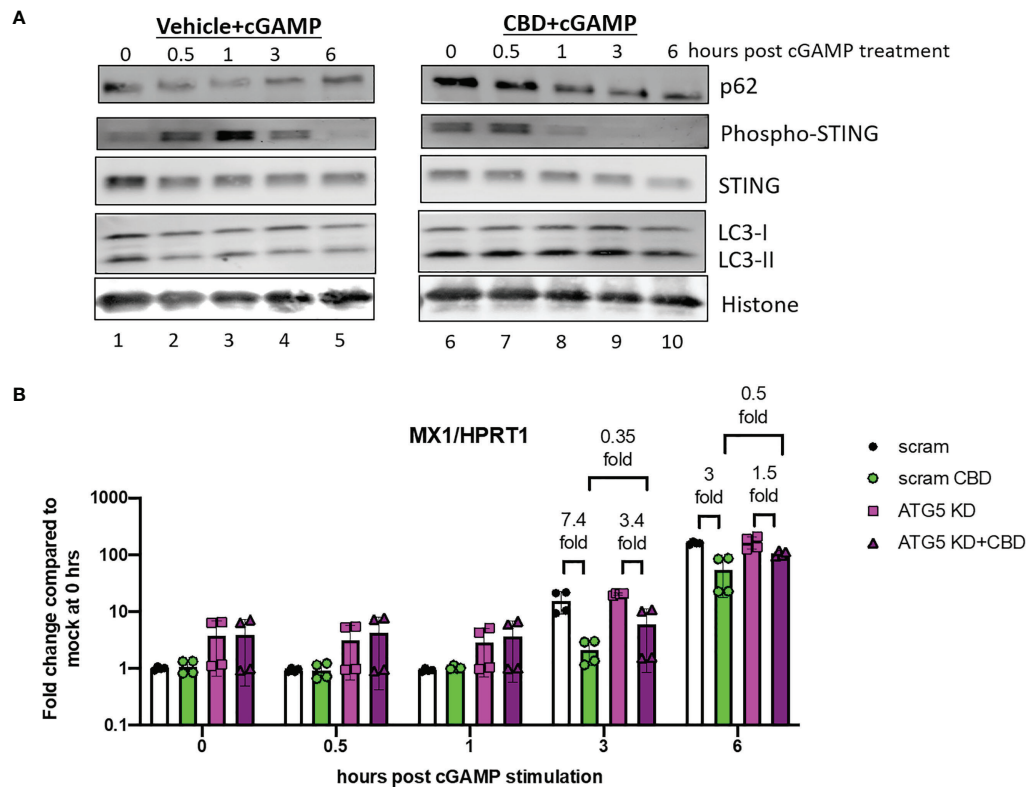 A
Vehicle+cGAMP
CBD+cGAMP
0 0.5 1 3 6
0 0.5 1 3 6 hours post cGAMP treatment
p62
Phospho-STING
STING
LC3-I
LC3-II
Histone
1 2 3 4 5
6 7 8 9 10
B
MX1/HPRT1
0.5
fold
0.35
fold
3
fold
1.5
fold
7.4
fold
3.4
fold
scram
scram CBD
ATG5 KD
ATG5 KD+CBD
Fold change compared to
mock at 0 hrs
1000
100
10
1
0.1
0 0.5 1 3 6
hours post cGAMP stimulation